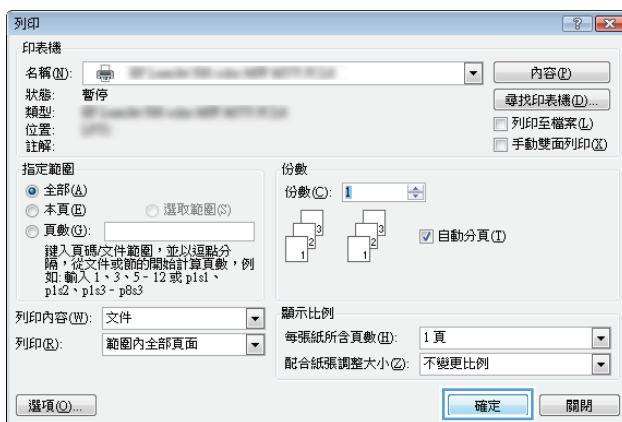 列印
印表機
名稱(N):
內容(P)
狀態: 暫停
尋找印表機(D)...
類型:
列印至檔案(L)
位置:
手動雙面列印(X)
註解:
指定範圍
全部(A)
本頁(E) 選取範圍(S)
頁數(G):
鍵入頁碼/文件範圍，並以逗點分
隔，從文件或節的開始計算頁數，例
如: 輸入 1、3、5 - 12 或 p1s1、
p1s2、p1s3 - p8s3
份數
份數(C): 1
1 2 3 1 2 3
自動分頁(T)
列印內容(W): 文件
列印(R): 範圍內全部頁面
顯示比例
每張紙所含頁數(H): 1 頁
配合紙張調整大小(Z): 不變更比例
選項(O)...
確定 關閉